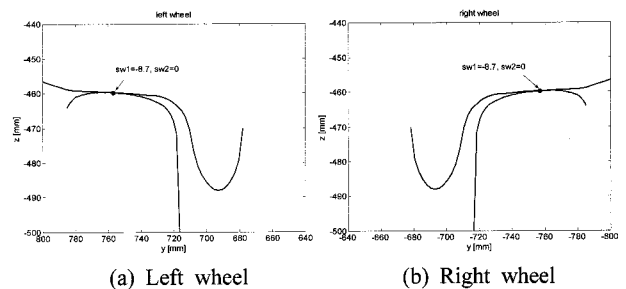 left wheel
-440
-450
-460
-470
-480
-490
-500
z [mm]
sw1=-8.7, sw2=0
800 780 760 740 720 700 680 660 640
y [mm]
(a) Left wheel
right wheel
-440
-450
-460
-470
-480
-490
-500
z [mm]
sw1=-8.7, sw2=0
-640 -660 -680 -700 -720 -740 -760 -780 -800
y [mm]
(b) Right wheel